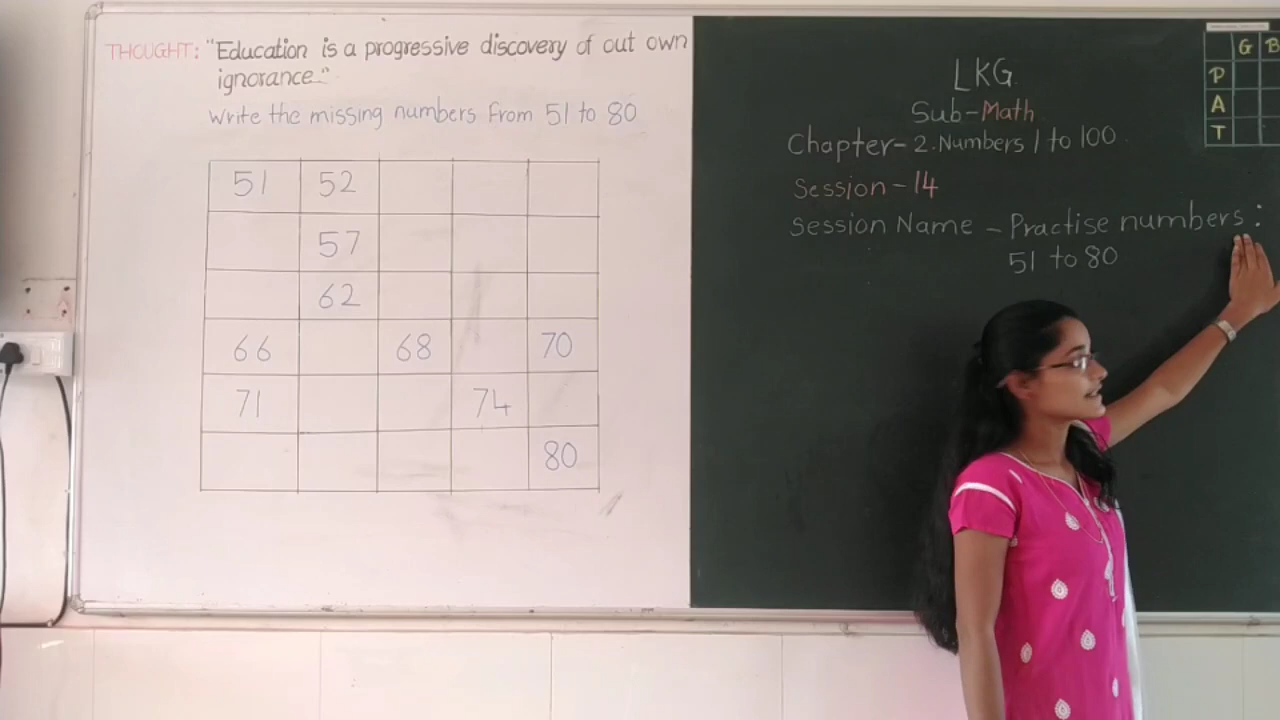 THOUGHT: "Education is a progressive discovery of out own
ignorance."
Write the missing numbers from 51 to 80
51 52
57
62
66 68 70
71 74
80
LKG
Sub-Math
Chapter-2.Numbers 1 to 100
Session-14
Session Name - Practise numbers:
51 to 80
G B
P
A
T